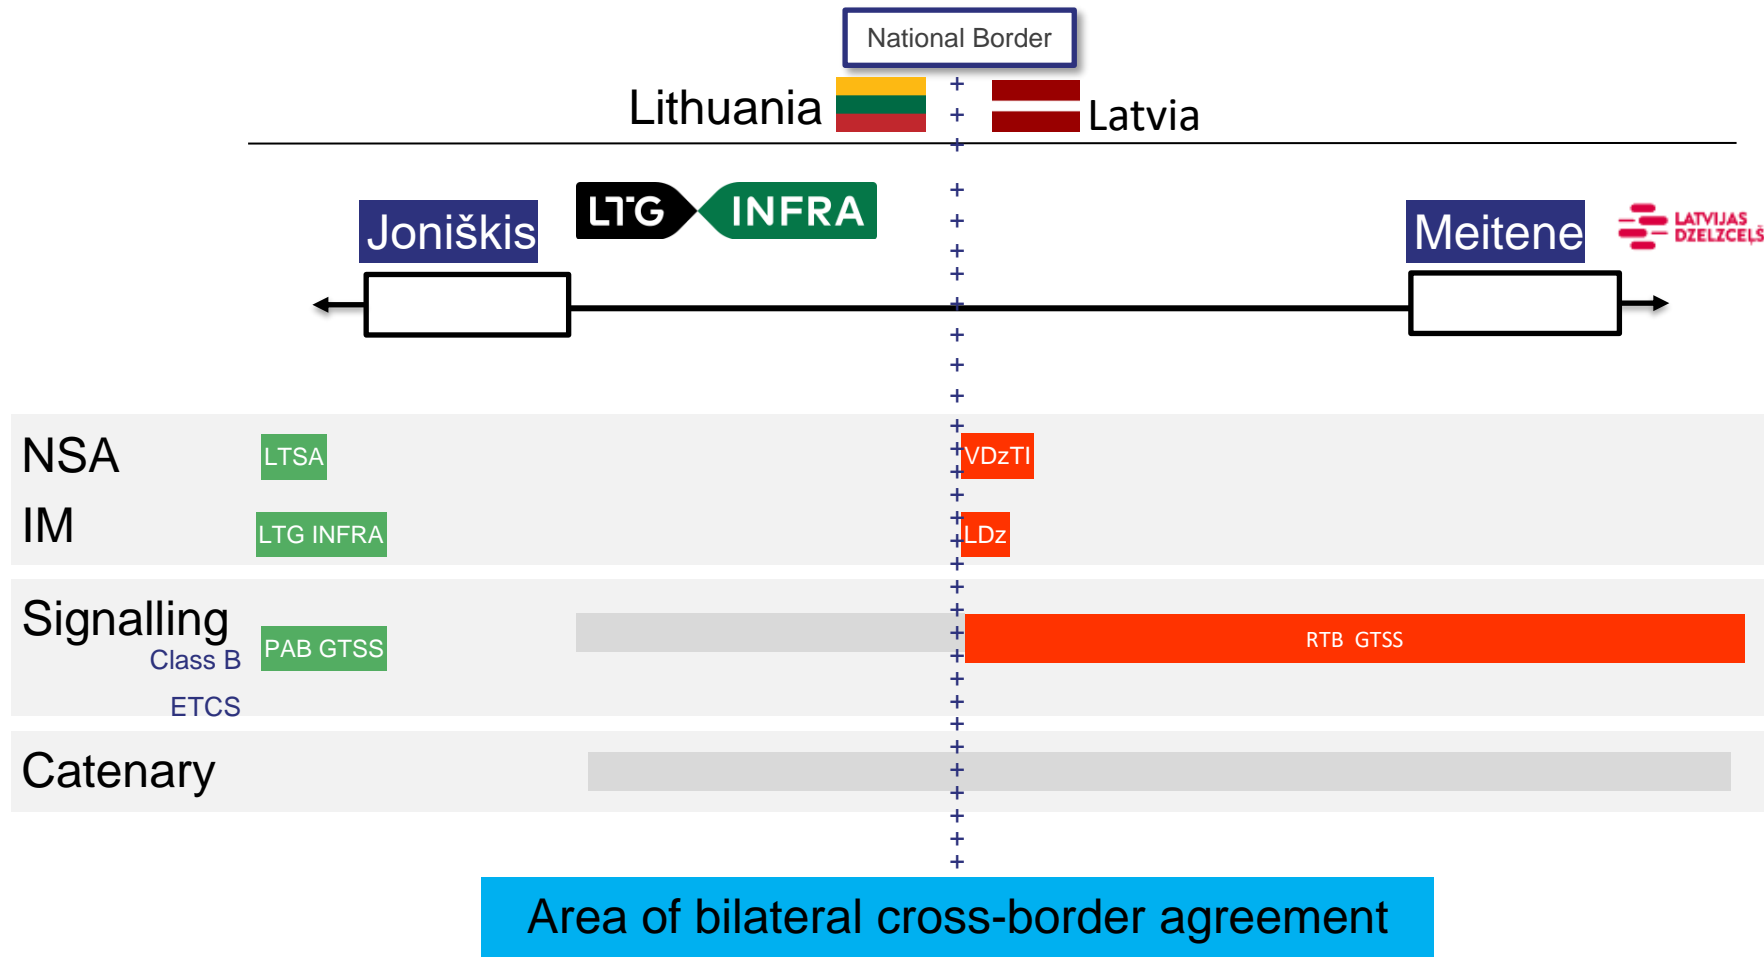 National Border
Lithuania
Latvia
LTG INFRA
Joniškis
Meitene
LATVIJAS
DZELZCEĻŠ
NSA
LTSA
VDzTI
IM
LTG INFRA
LDz
Signalling
Class B
PAB GTSS
RTB GTSS
ETCS
Catenary
Area of bilateral cross-border agreement